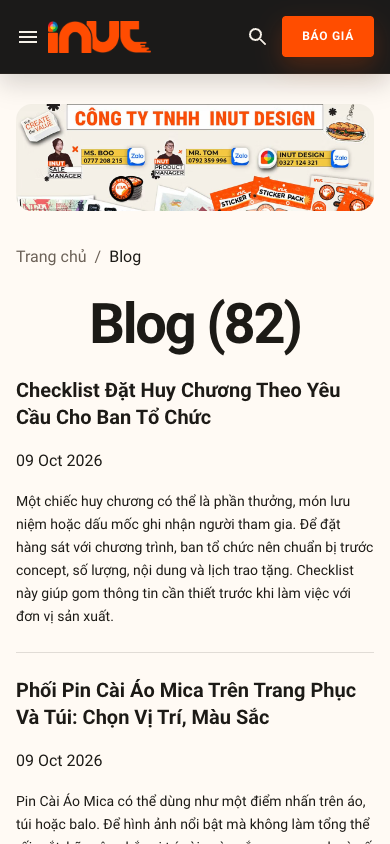 inut
BÁO GIÁ
CREATE
the VALUE
CÔNG TY TNHH INUT DESIGN
MS. BOO
0777 208 215
Zalo
MR. TOM
0792 359 996
Zalo
INUT DESIGN
0327 124 321
Zalo
SALE
MANAGER
PRODUCT
MANAGER
STICKER
STICKER PACK
Trang chủ / Blog
Blog (82)
Checklist Đặt Huy Chương Theo Yêu
Cầu Cho Ban Tổ Chức
09 Oct 2026
Một chiếc huy chương có thể là phần thưởng, món lưu
niệm hoặc dấu mốc ghi nhận người tham gia. Để đặt
hàng sát với chương trình, ban tổ chức nên chuẩn bị trước
concept, số lượng, nội dung và lịch trao tặng. Checklist
này giúp gom thông tin cần thiết trước khi làm việc với
đơn vị sản xuất.
Phối Pin Cài Áo Mica Trên Trang Phục
Và Túi: Chọn Vị Trí, Màu Sắc
09 Oct 2026
Pin Cài Áo Mica có thể dùng như một điểm nhấn trên áo,
túi hoặc balo. Để hình ảnh nổi bật mà không làm tổng thể